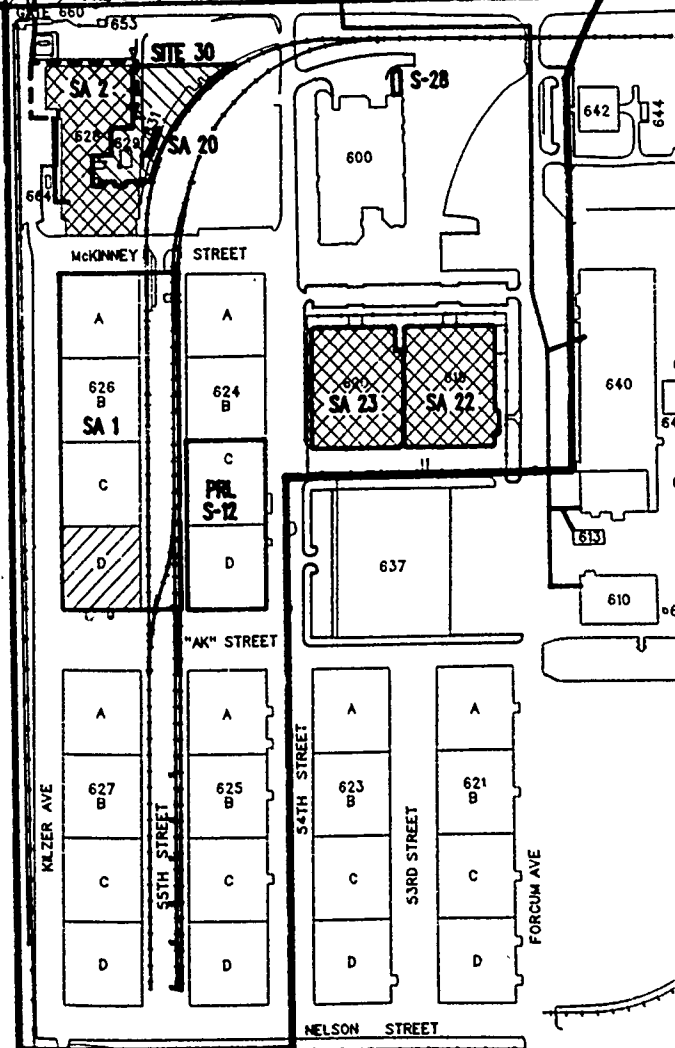 GATE 660
653
SITE 30
SA 2
S-28
642
644
628
629
SA 20
600
664
McKINNEY STREET
A
A
626
B
624
B
640
SA 1
SA 23
SA 22
C
C
PRL
S-12
D
D
637
613
610
"AK" STREET
A
A
A
A
627
B
625
B
623
B
621
B
KILZER AVE
55TH STREET
54TH STREET
53RD STREET
FORCUM AVE
C
C
C
C
D
D
D
D
NELSON STREET